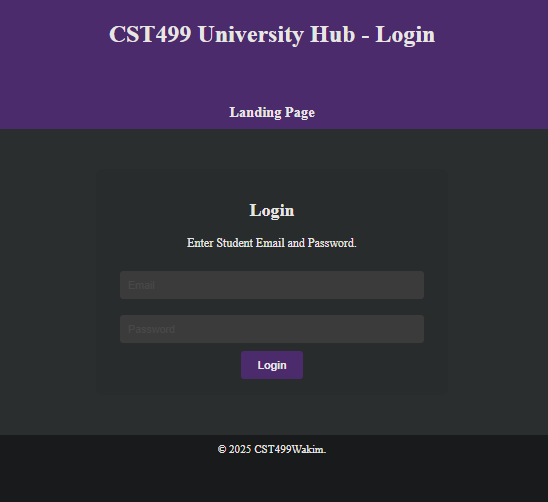 CST499 University Hub - Login
Landing Page
Login
Enter Student Email and Password.
Email
Password
Login
© 2025 CST499Wakim.